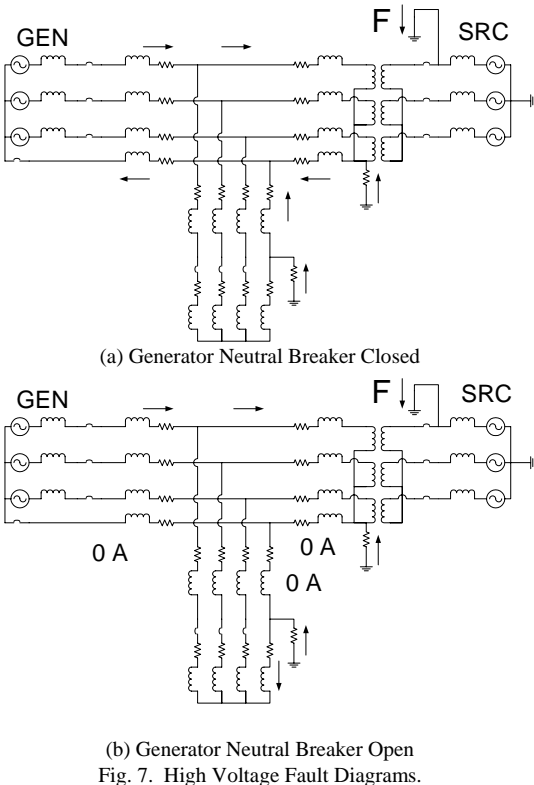 F
GEN
SRC
(a) Generator Neutral Breaker Closed
GEN
F
SRC
0 A
0 A
0 A
(b) Generator Neutral Breaker Open
Fig. 7. High Voltage Fault Diagrams.